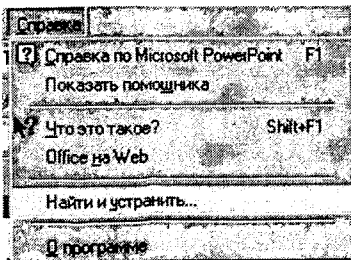 Справка
Справка по Microsoft PowerPoint F1
Показать помощника
Что это такое? Shift+F1
Office на Web
Найти и устранить...
О программе